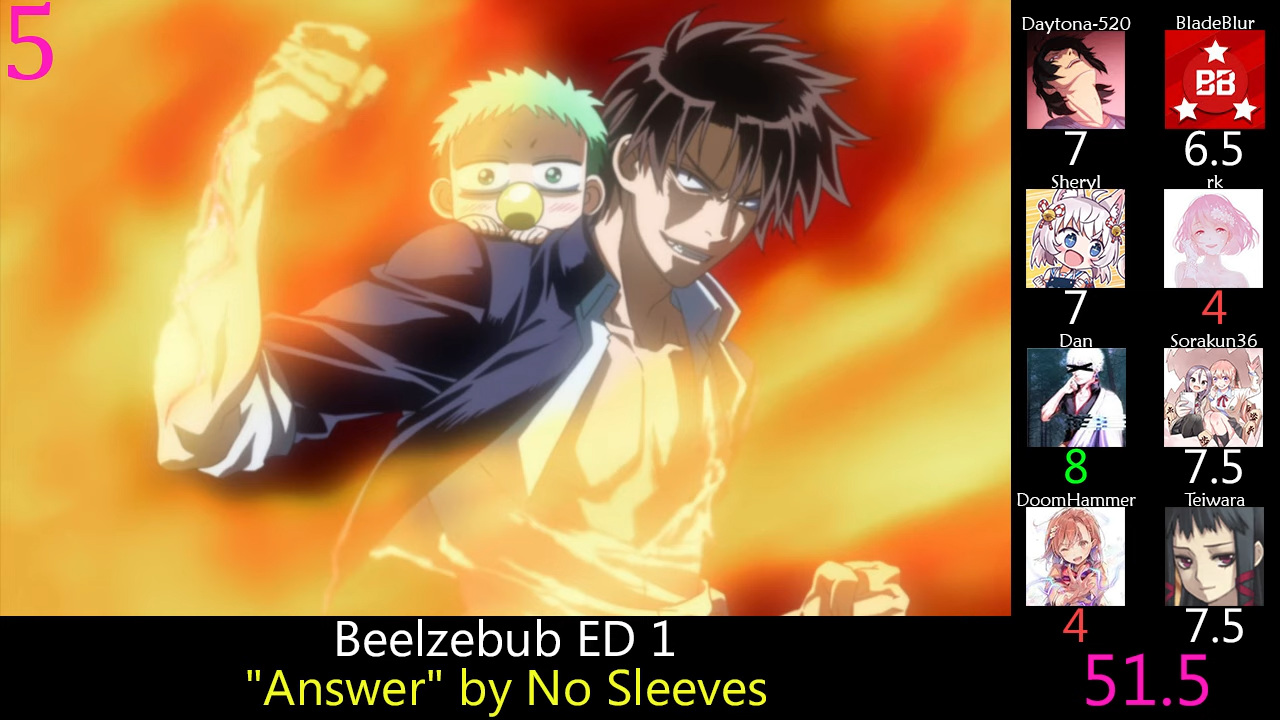 5
Daytona-520 BladeBlur
BB
7 6.5
Sheryl rk
7 4
Dan Sorakun36
8 7.5
DoomHammer Teiwara
4 7.5
Beelzebub ED 1
"Answer" by No Sleeves
51.5